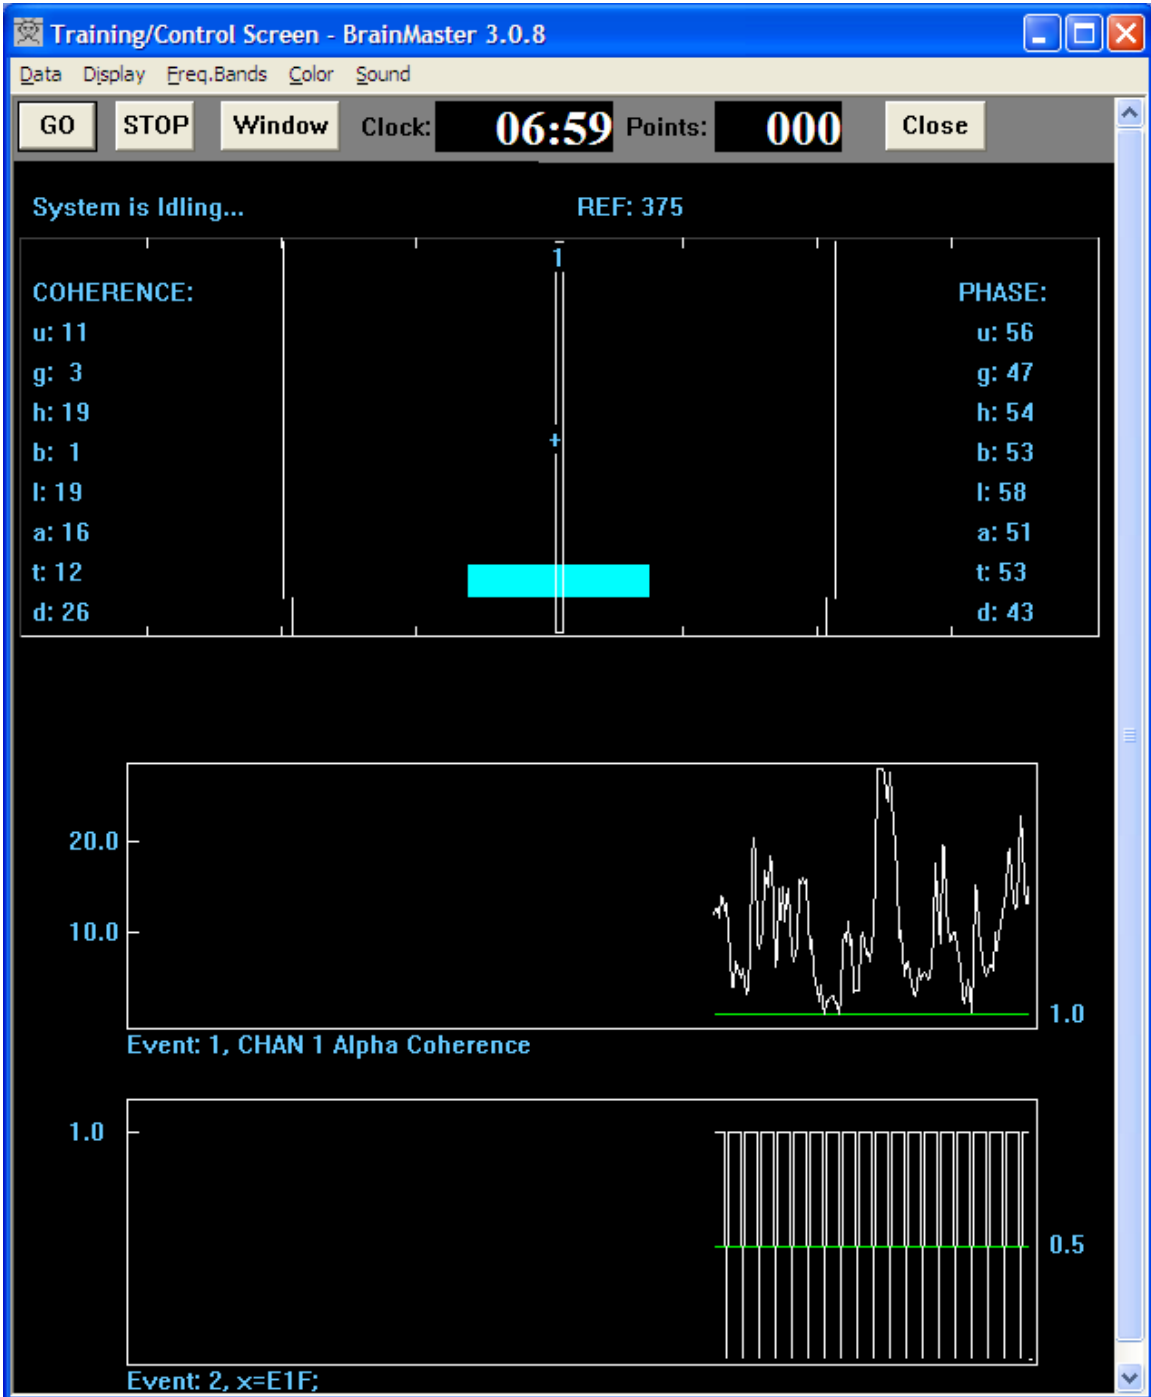 Training/Control Screen - BrainMaster 3.0.8
Data Display Freq.Bands Color Sound
GO STOP Window Clock: 06:59 Points: 000 Close
System is Idling... REF: 375
1
COHERENCE: PHASE:
u: 11 u: 56
g: 3 g: 47
h: 19 h: 54
+
b: 1 b: 53
l: 19 l: 58
a: 16 a: 51
t: 12 t: 53
d: 26 d: 43
20.0
10.0
1.0
Event: 1, CHAN 1 Alpha Coherence
1.0
0.5
Event: 2, x=E1F;